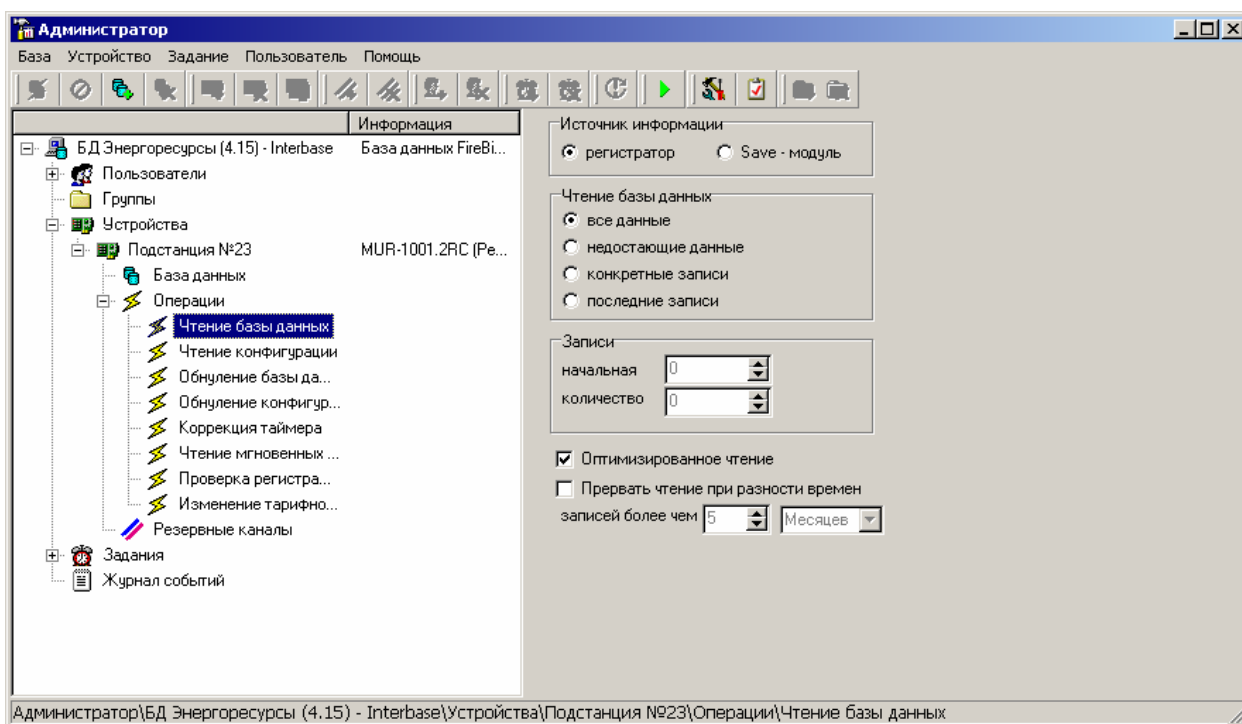 Администратор
База Устройство Задание Пользователь Помощь
Информация
БД Энергоресурсы (4.15) - Interbase База данных FireBi...
Пользователи
Группы
Устройства
Подстанция №23 MUR-1001.2RC (Ре...
База данных
Операции
Чтение базы данных
Чтение конфигурации
Обнуление базы да...
Обнуление конфигур...
Коррекция таймера
Чтение мгновенных ...
Проверка регистра...
Изменение тарифно...
Резервные каналы
Задания
Журнал событий
Источник информации
регистратор Save - модуль
Чтение базы данных
все данные
недостающие данные
конкретные записи
последние записи
Записи
начальная 0
количество 0
Оптимизированное чтение
Прервать чтение при разности времен
записей более чем 5 Месяцев
Администратор\БД Энергоресурсы (4.15) - Interbase\Устройства\Подстанция №23\Операции\Чтение базы данных